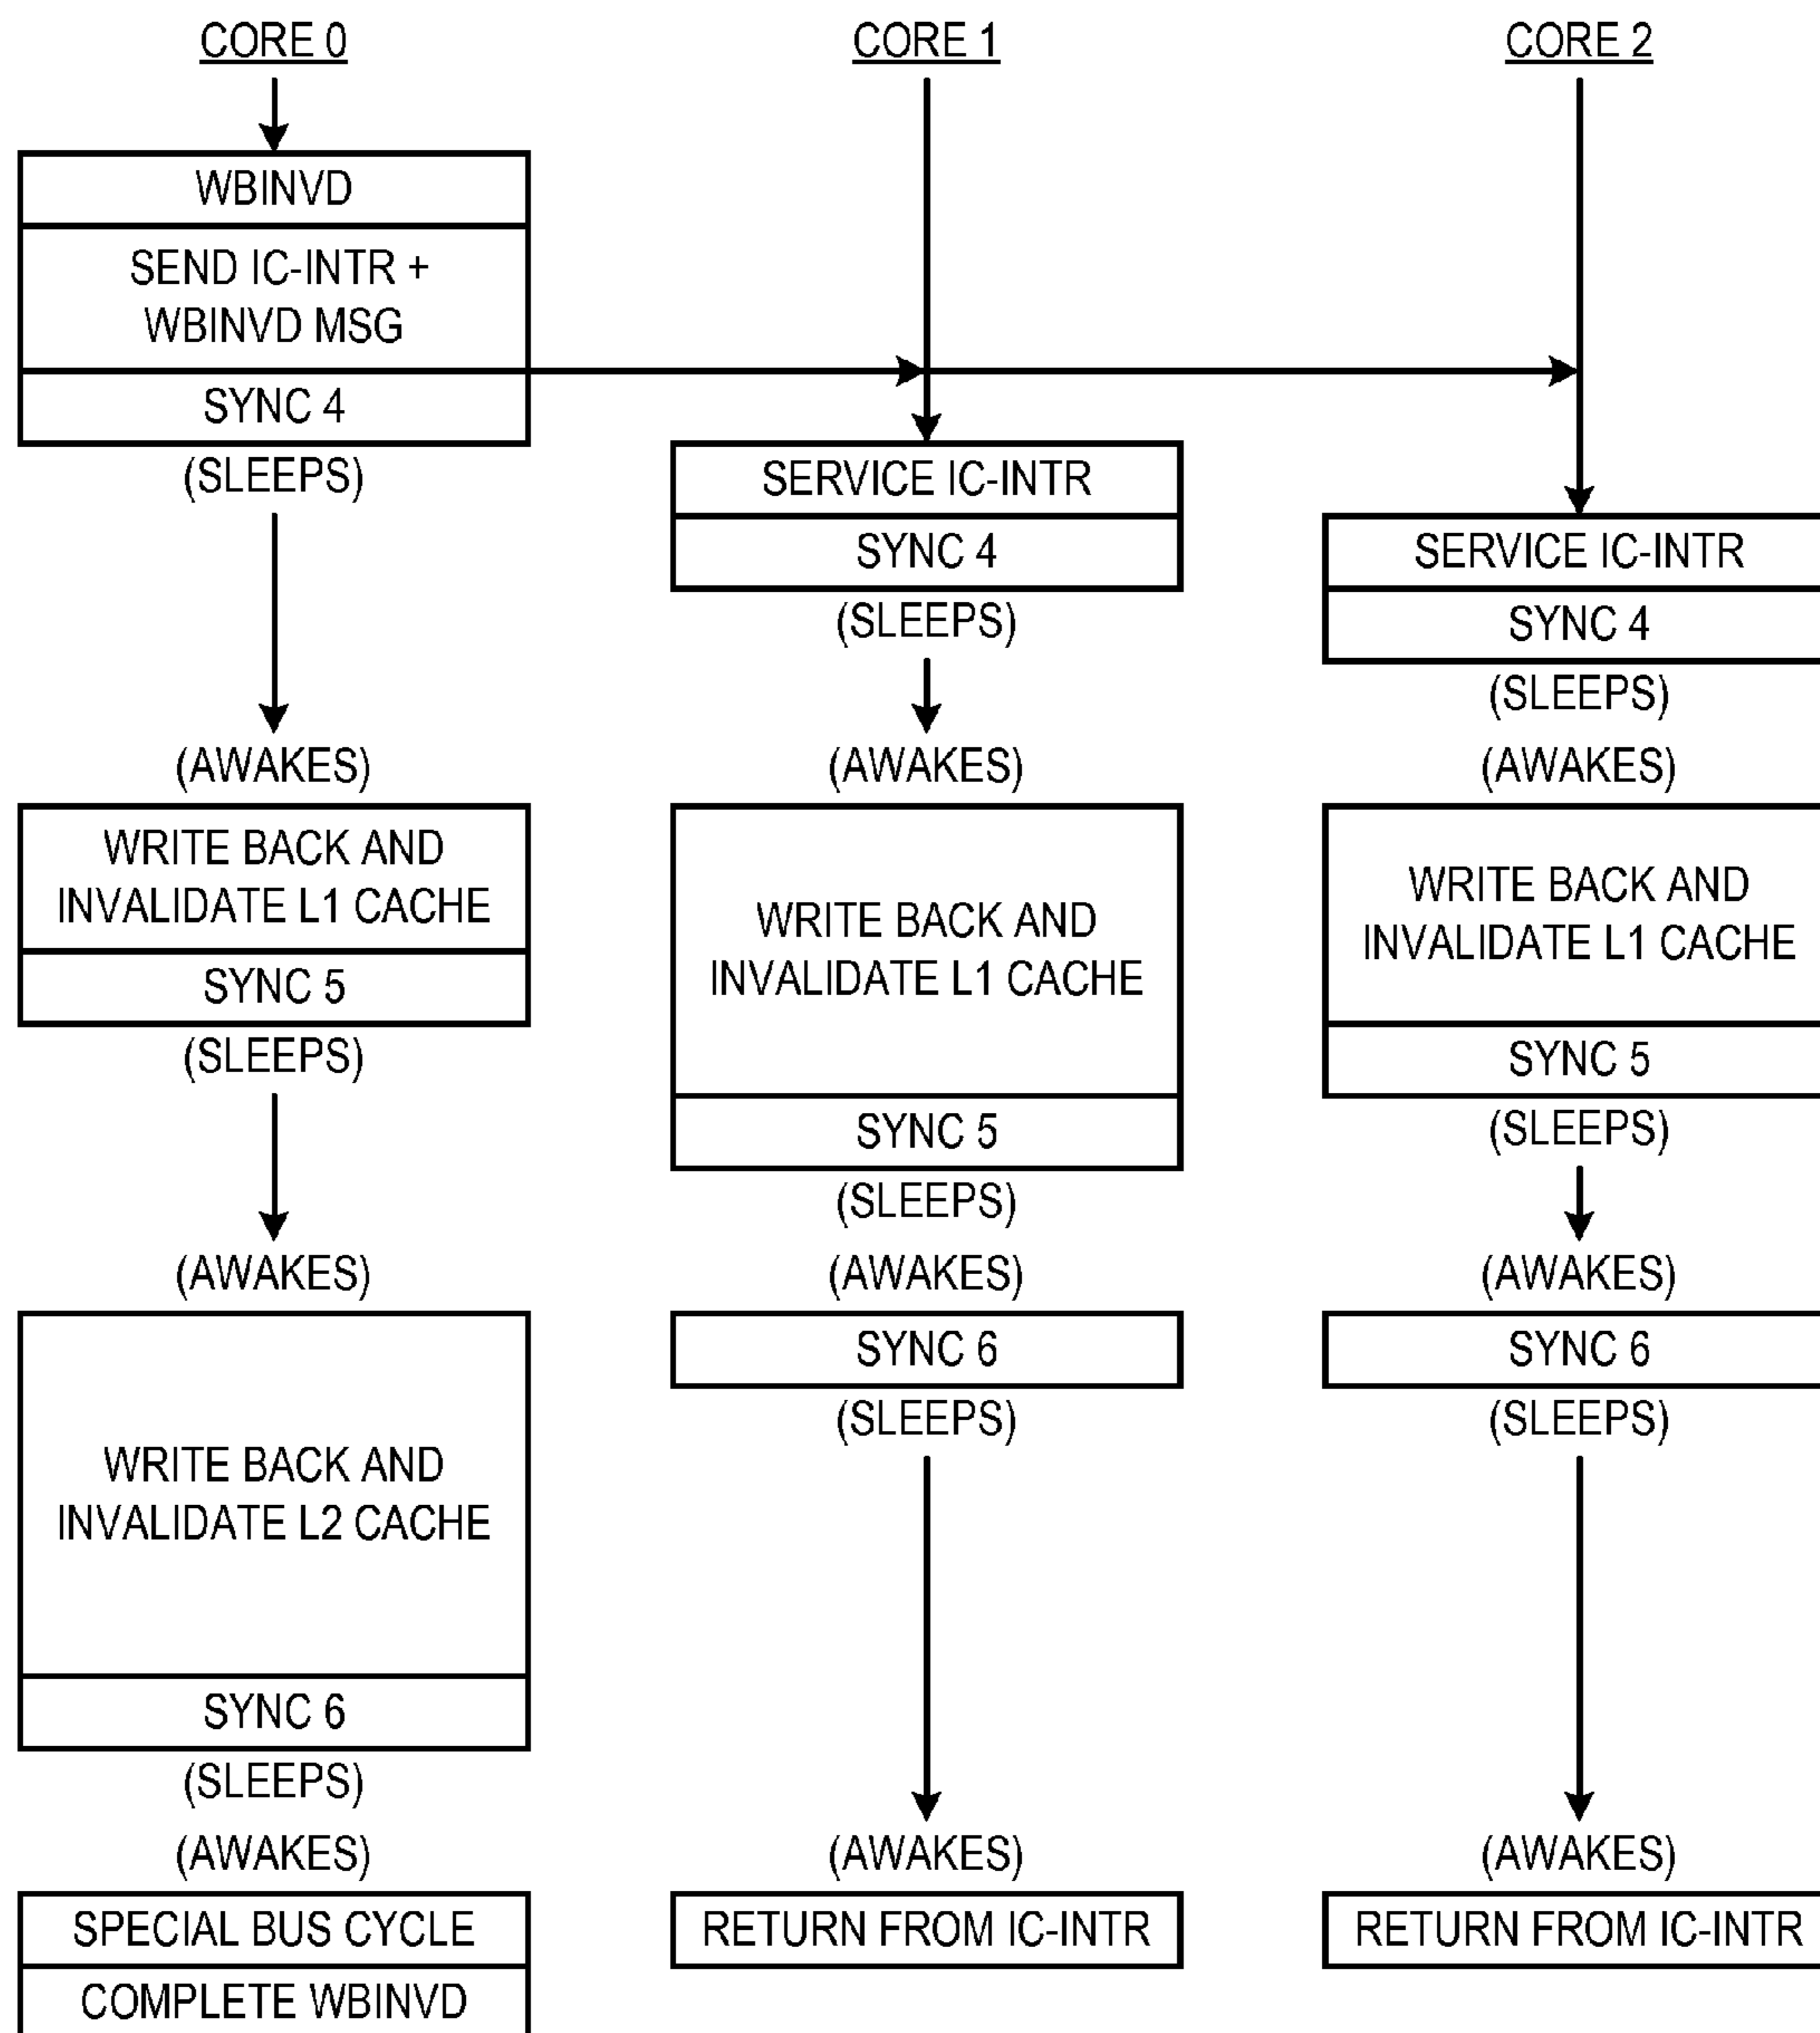 CORE 0
CORE 1
CORE 2
WBINVD
SEND IC-INTR +
WBINVD MSG
SYNC 4
(SLEEPS)
SERVICE IC-INTR
SYNC 4
(SLEEPS)
SERVICE IC-INTR
SYNC 4
(SLEEPS)
(AWAKES)
(AWAKES)
(AWAKES)
WRITE BACK AND
INVALIDATE L1 CACHE
SYNC 5
(SLEEPS)
WRITE BACK AND
INVALIDATE L1 CACHE
SYNC 5
(SLEEPS)
WRITE BACK AND
INVALIDATE L1 CACHE
SYNC 5
(SLEEPS)
(AWAKES)
(AWAKES)
(AWAKES)
WRITE BACK AND
INVALIDATE L2 CACHE
SYNC 6
(SLEEPS)
SYNC 6
(SLEEPS)
SYNC 6
(SLEEPS)
(AWAKES)
(AWAKES)
(AWAKES)
SPECIAL BUS CYCLE
COMPLETE WBINVD
RETURN FROM IC-INTR
RETURN FROM IC-INTR